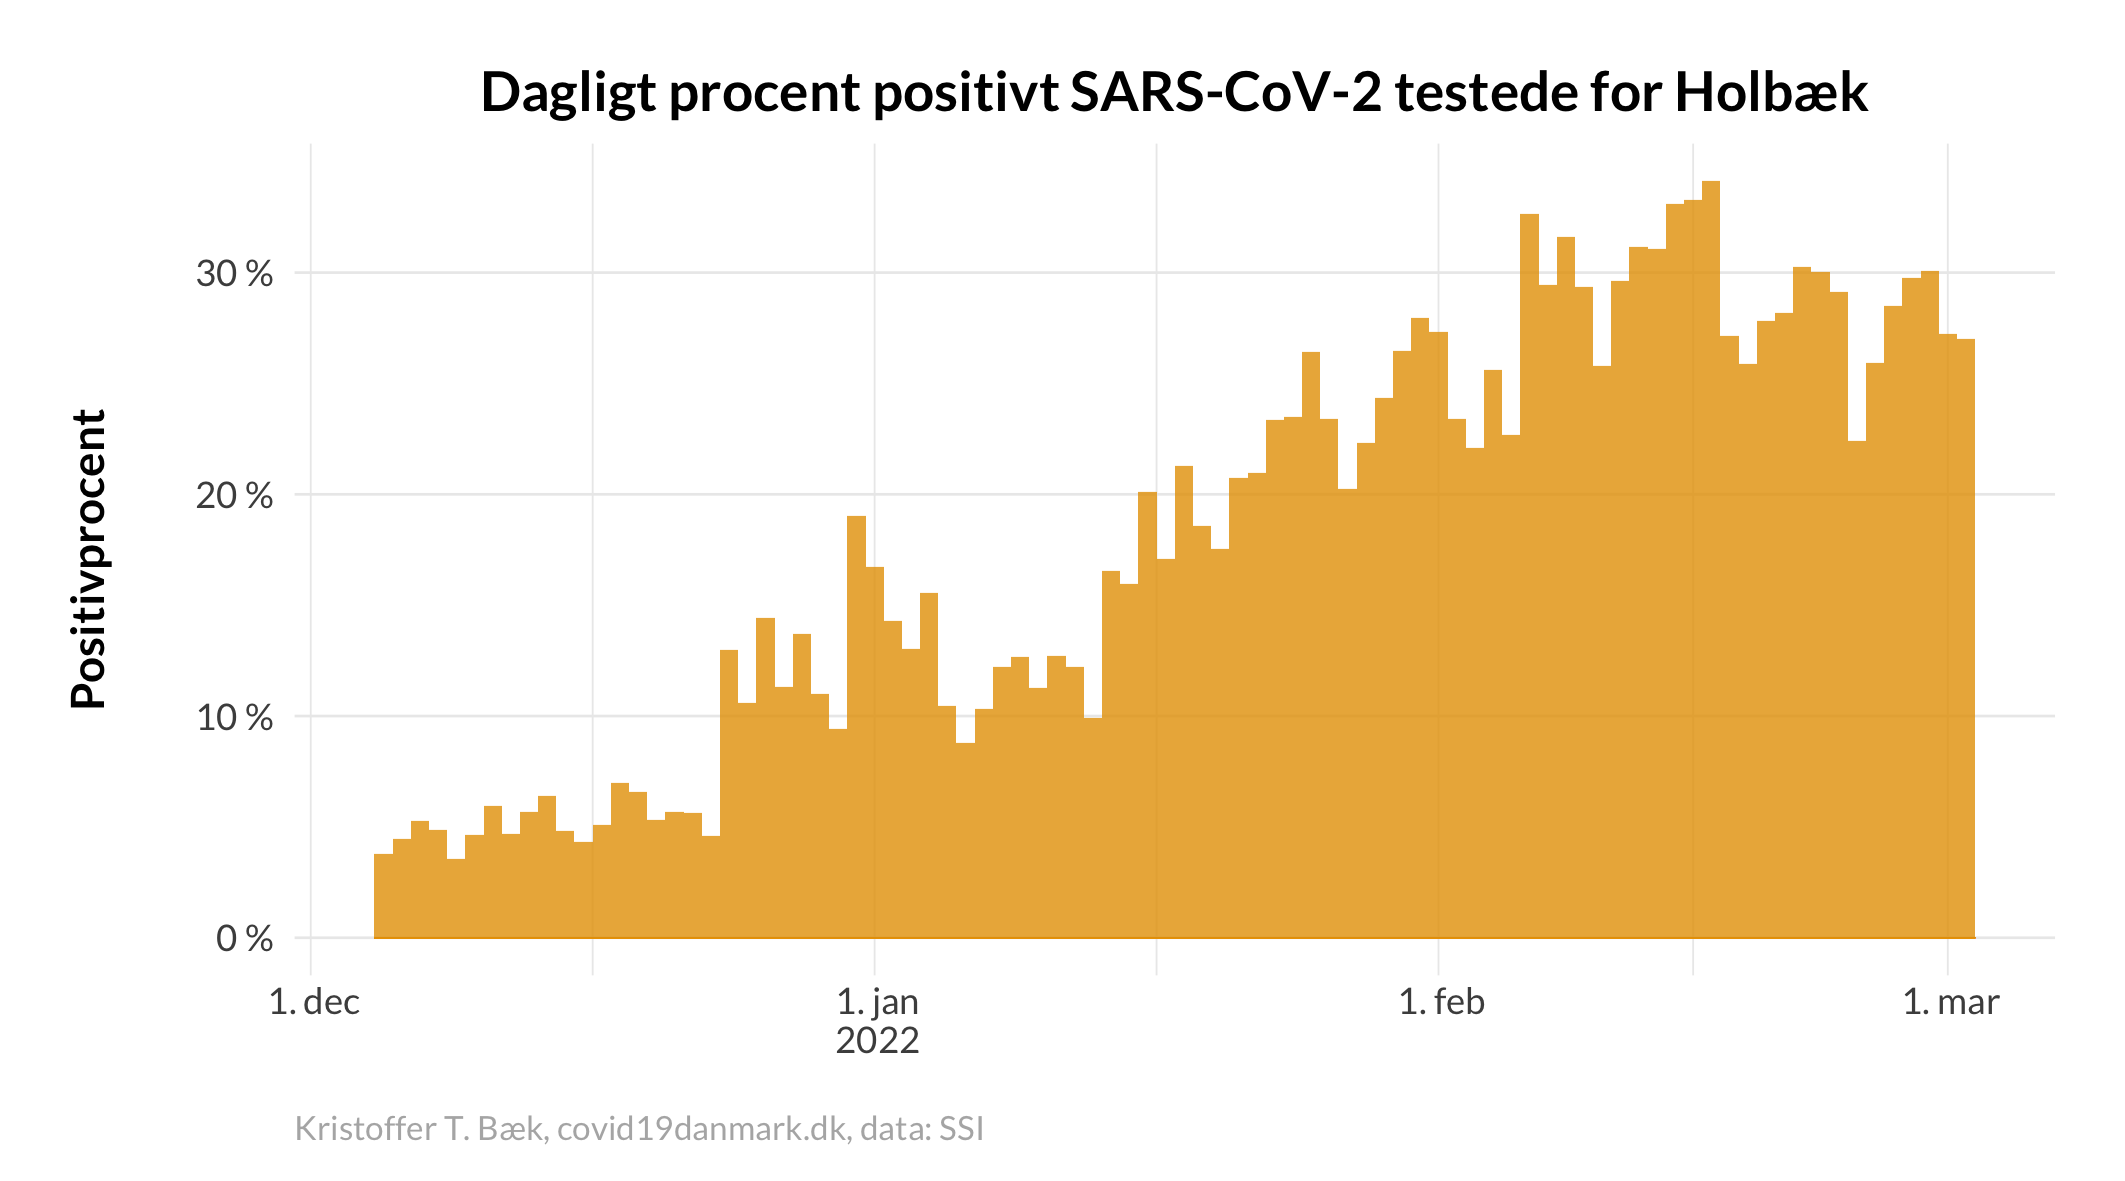 Dagligt procent positivt SARS-CoV-2 testede for Holbæk
Positivprocent
30 %
20 %
10 %
0 %
1. dec
1. jan
2022
1. feb
1. mar
Kristoffer T. Bæk, covid19danmark.dk, data: SSI